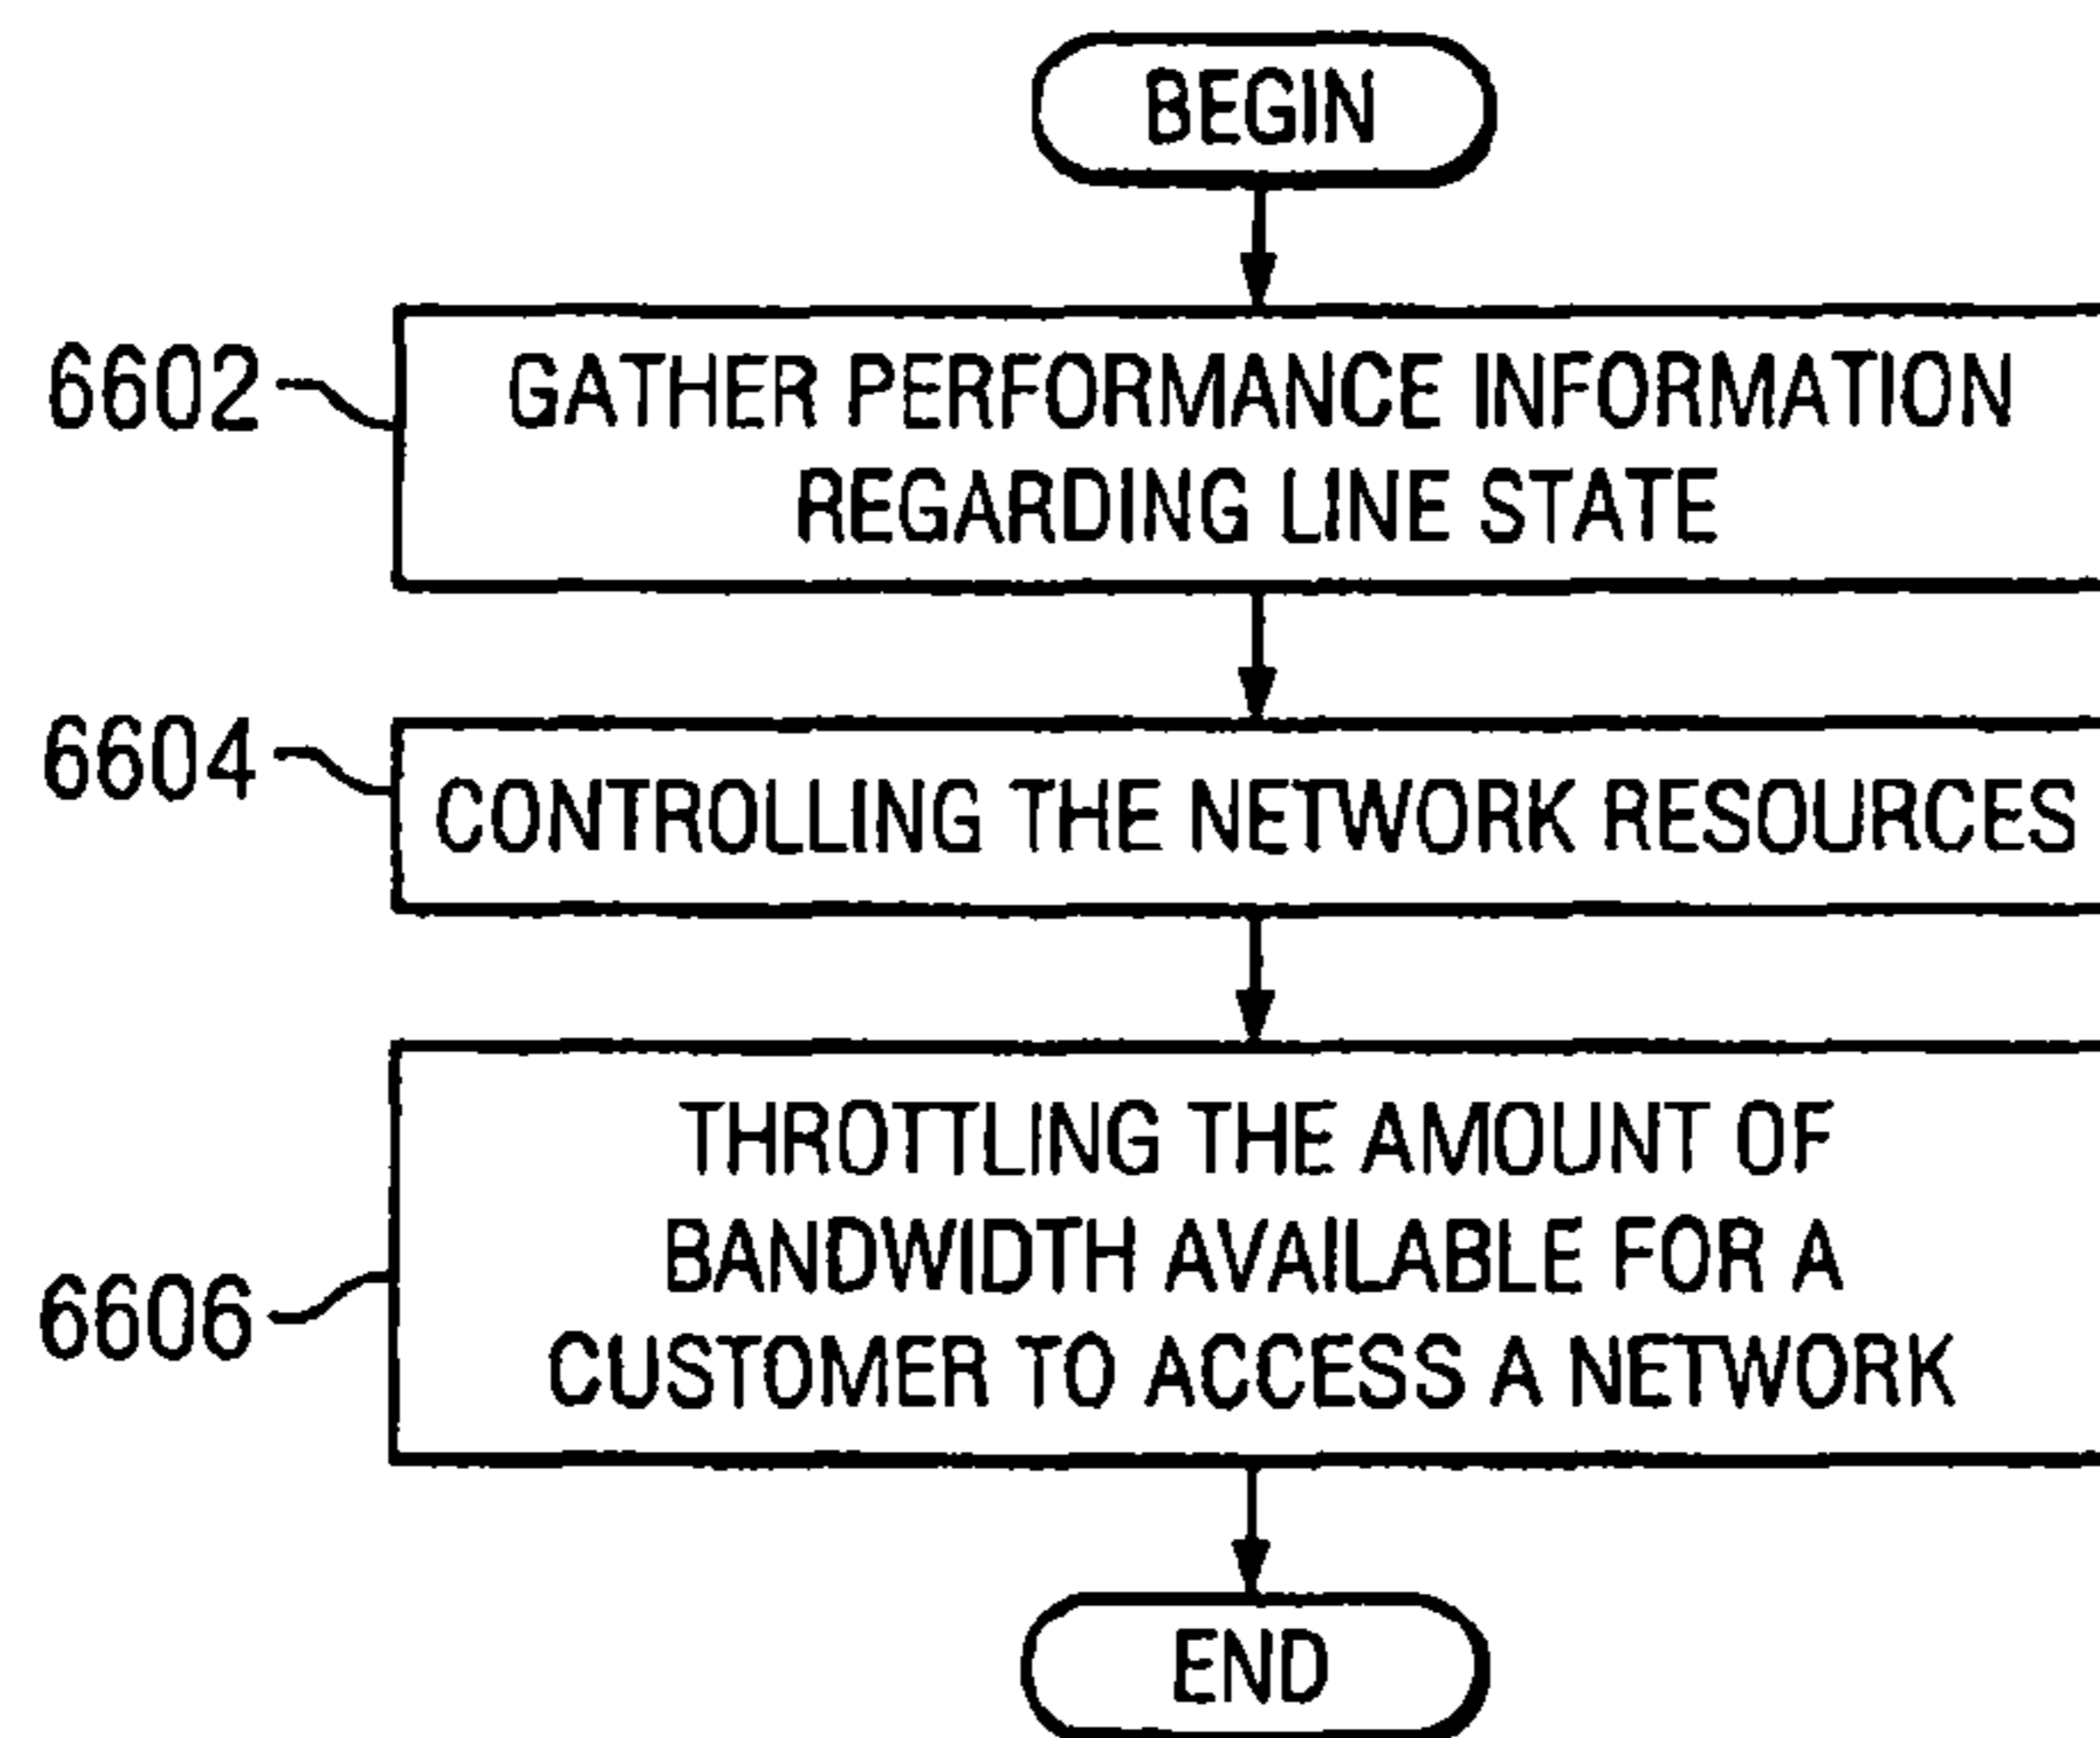 BEGIN
6602
GATHER PERFORMANCE INFORMATION
REGARDING LINE STATE
6604
CONTROLLING THE NETWORK RESOURCES
6606
THROTTLING THE AMOUNT OF
BANDWIDTH AVAILABLE FOR A
CUSTOMER TO ACCESS A NETWORK
END